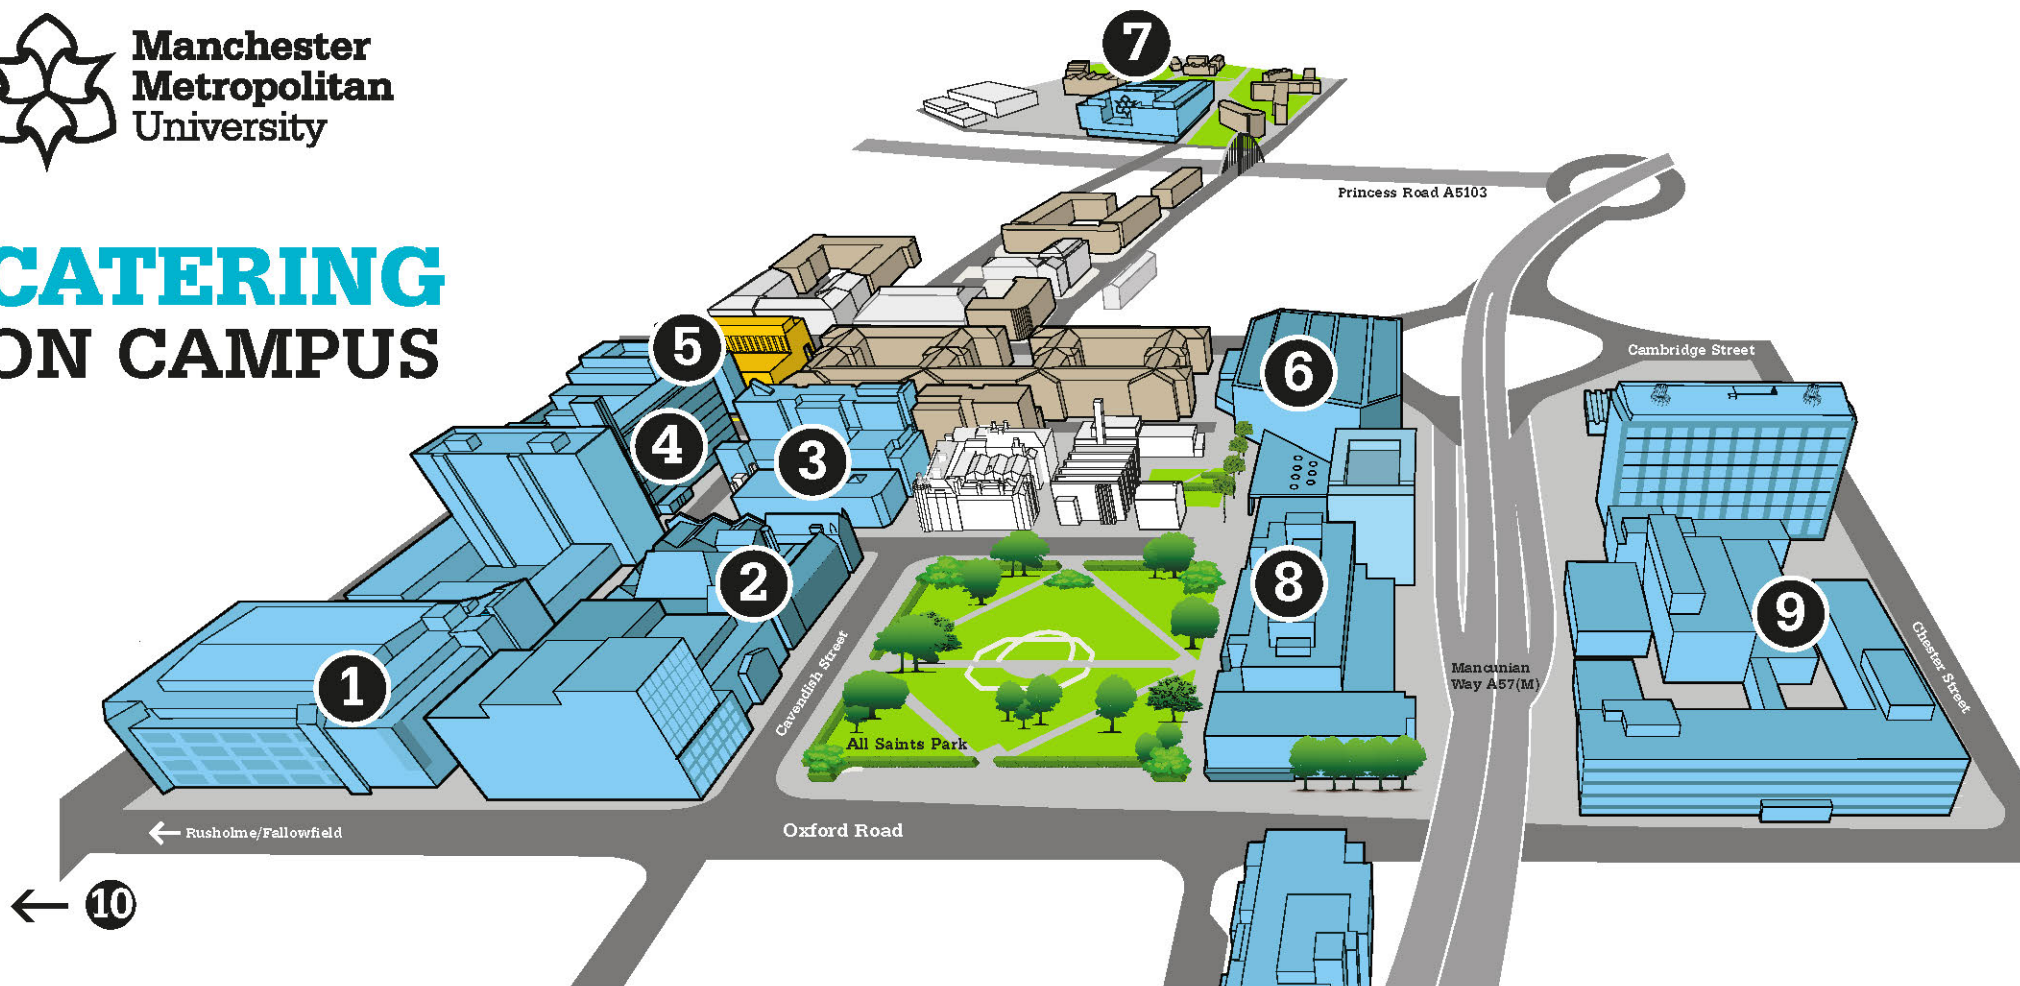 Manchester
Metropolitan
University
CATERING
ON CAMPUS
7
Princess Road A5103
5
6
Cambridge Street
4
3
2
8
9
1
Cavendish Street
Mancunian
Way A57(M)
Chester Street
All Saints Park
Oxford Road
← Rusholme/Fallowfield
← 10